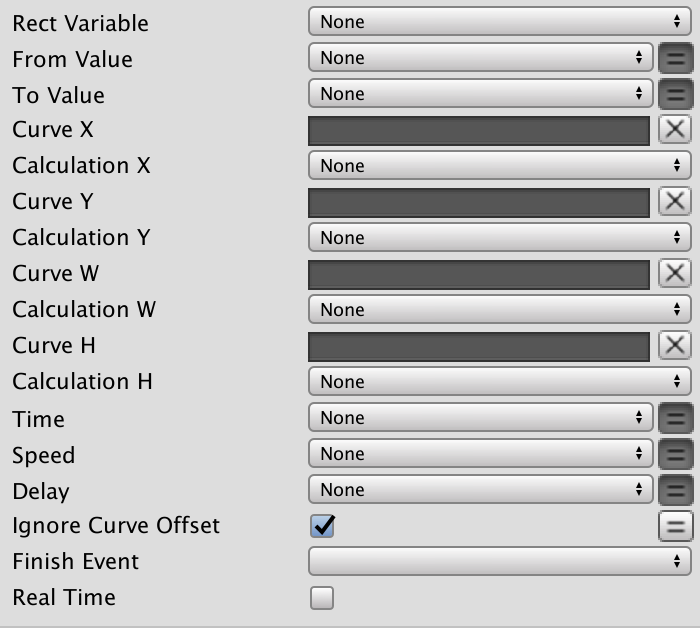 Rect Variable None
From Value None
To Value None
Curve X
Calculation X None
Curve Y
Calculation Y None
Curve W
Calculation W None
Curve H
Calculation H None
Time None
Speed None
Delay None
Ignore Curve Offset
Finish Event
Real Time